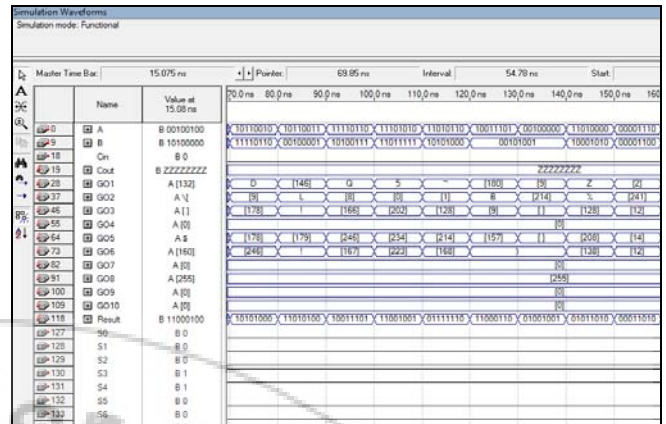 Simulation Waveforms
Simulation mode: Functional
Master Time Bar: 15.075 ns Pointer: 69.85 ns Interval: 54.78 ns Start:
Name Value at 15.08 ns 70.0 ns 80.0 ns 90.0 ns 100.0 ns 110.0 ns 120.0 ns 130.0 ns 140.0 ns 150.0 ns 160
0 A B 00100100 10110010 10110011 11110110 11101010 11010110 10011101 00100000 11010000 00001110
9 B B 10100000 11110110 00100001 10100111 11011111 10101000 00101001 10001010 00001100
18 Cin B 0
19 Cout B ZZZZZZZZ ZZZZZZZZ
28 GO1 A [132] D [146] Q 5 ~ [180] [9] Z [2]
37 GO2 A \[ [9] L [8] [0] [1] B [214] [241]
46 GO3 A [ ] [178] ! [166] [202] [128] [9] [ ] [128] [12]
55 GO4 A [0] [0]
64 GO5 A $ [178] [179] [246] [234] [214] [157] [ ] [208] [14]
73 GO6 A [160] [246] ! [167] [223] [168] ) [138] [12]
82 GO7 A [0] [0]
91 GO8 A [255] [255]
100 GO9 A [0] [0]
109 GO10 A [0] [0]
118 Result B 11000100 10101000 11010100 10011101 11001001 01111110 11000110 01001001 01011010 00011010
127 S0 B 0
128 S1 B 0
129 S2 B 0
130 S3 B 1
131 S4 B 1
132 S5 B 0
133 S6 B 0